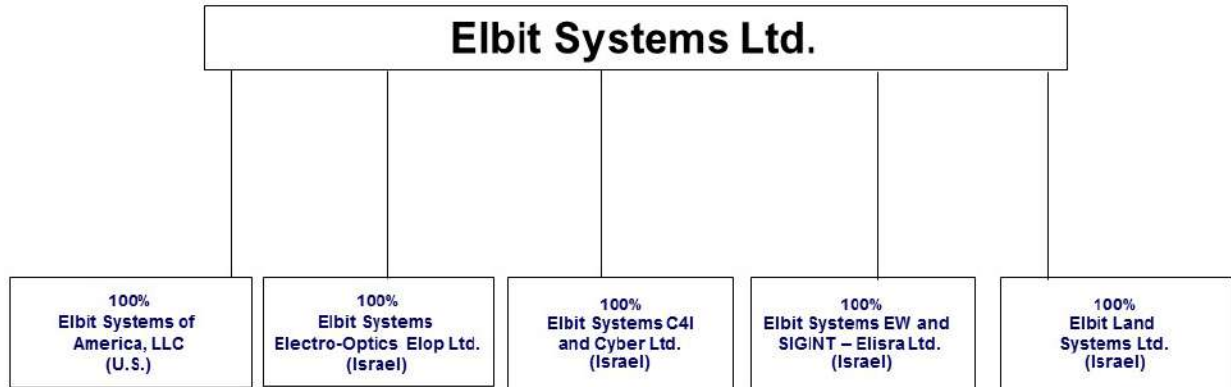 Elbit Systems Ltd.
100%
Elbit Systems of
America, LLC
(U.S.)
100%
Elbit Systems
Electro-Optics Elop Ltd.
(Israel)
100%
Elbit Systems C4I
and Cyber Ltd.
(Israel)
100%
Elbit Systems EW and
SIGINT – Elisra Ltd.
(Israel)
100%
Elbit Land
Systems Ltd.
(Israel)